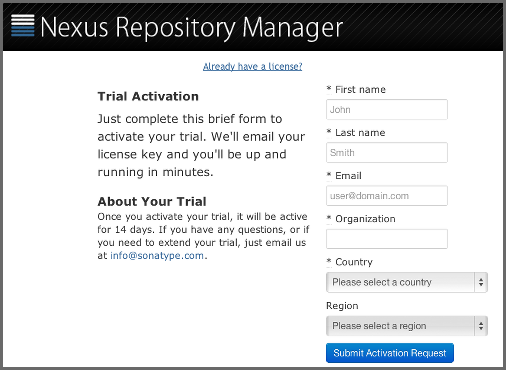 Nexus Repository Manager
Already have a license?
Trial Activation
Just complete this brief form to
activate your trial. We'll email your
license key and you'll be up and
running in minutes.
About Your Trial
Once you activate your trial, it will be active
for 14 days. If you have any questions, or if
you need to extend your trial, just email us
at info@sonatype.com.
* First name
John
* Last name
Smith
* Email
user@domain.com
* Organization
* Country
Please select a country
Region
Please select a region
Submit Activation Request